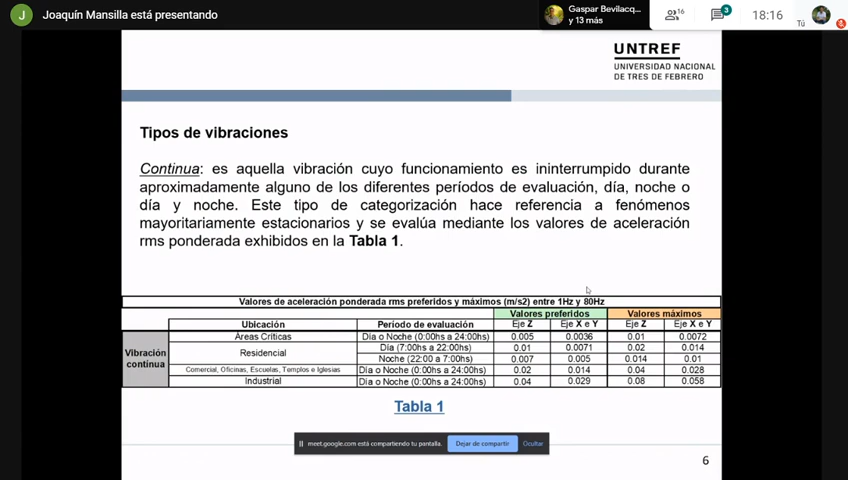 J Joaquín Mansilla está presentando
Gaspar Bevilacq...
y 13 más
16
3
18:16
Tú
UNTREF
UNIVERSIDAD NACIONAL
DE TRES DE FEBRERO
Tipos de vibraciones
Continua: es aquella vibración cuyo funcionamiento es ininterrumpido durante
aproximadamente alguno de los diferentes períodos de evaluación, día, noche o
día y noche. Este tipo de categorización hace referencia a fenómenos
mayoritariamente estacionarios y se evalúa mediante los valores de aceleración
rms ponderada exhibidos en la Tabla 1.
Valores de aceleración ponderada rms preferidos y máximos (m/s2) entre 1Hz y 80Hz
Valores preferidos Valores máximos
Ubicación Período de evaluación Eje Z Eje X e Y Eje Z Eje X e Y
Vibración continua
Áreas Críticas Día o Noche (0:00hs a 24:00hs) 0.005 0.0036 0.01 0.0072
Residencial Día (7:00hs a 22:00hs) 0.01 0.0071 0.02 0.014
Noche (22:00 a 7:00hs) 0.007 0.005 0.014 0.01
Comercial, Oficinas, Escuelas, Templos e Iglesias Día o Noche (0:00hs a 24:00hs) 0.02 0.014 0.04 0.028
Industrial Día o Noche (0:00hs a 24:00hs) 0.04 0.029 0.08 0.058
Tabla 1
meet.google.com está compartiendo tu pantalla. Dejar de compartir Ocultar
6